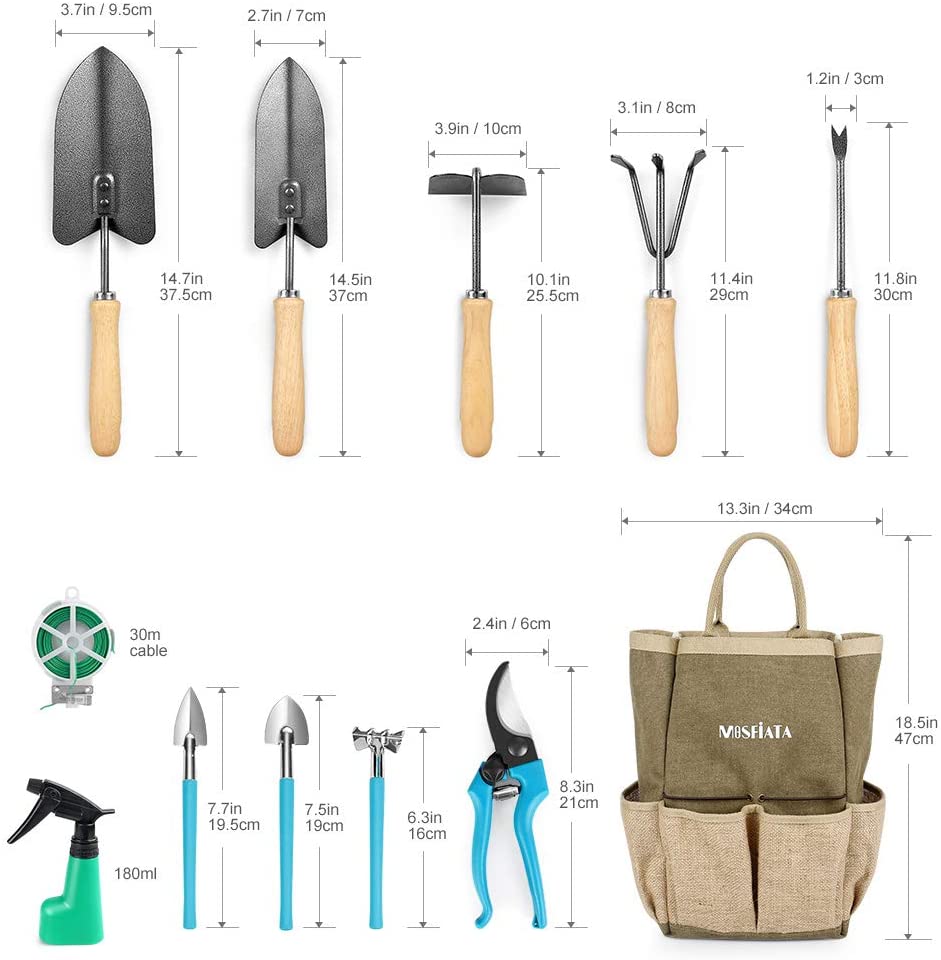 3.7in / 9.5cm
2.7in / 7cm
1.2in / 3cm
3.9in / 10cm
3.1in / 8cm
14.7in
37.5cm
14.5in
37cm
10.1in
25.5cm
11.4in
29cm
11.8in
30cm
13.3in / 34cm
30m
cable
2.4in / 6cm
MOSFIATA
18.5in
47cm
7.7in
19.5cm
7.5in
19cm
6.3in
16cm
8.3in
21cm
180ml